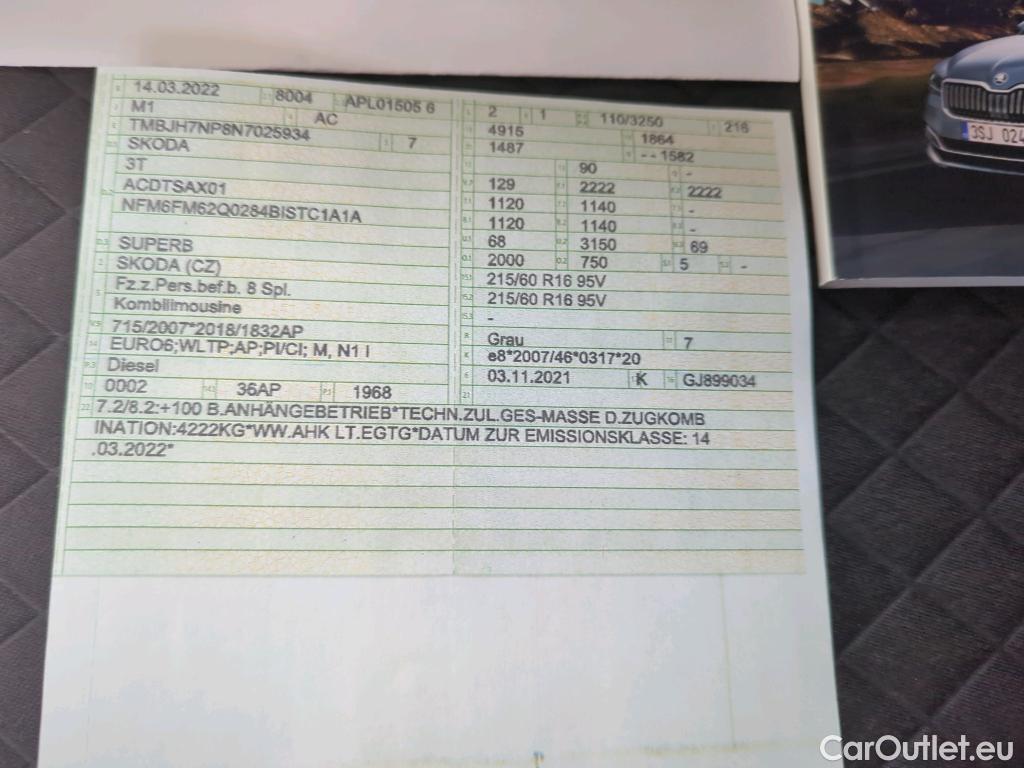 14.03.2022 8004 APL01505 6
M1 AC
TMBJH7NP8N7025934 7
SKODA
3T
ACDTSAX01
NFM6FM62Q0284BISTC1A1A
SUPERB
SKODA (CZ)
Fz.z.Pers.bef.b. 8 Spl.
Kombilimousine
715/2007*2018/1832AP
EURO6;WLTP;AP;PI/CI; M, N1 I
Diesel
0002 36AP 1968
2 1 110/3250 216
4915 1864
1487 - - 1582
90 -
129 2222 2222
1120 1140 -
1120 1140 -
68 3150 69
2000 750 5 -
215/60 R16 95V
215/60 R16 95V
-
Grau 7
e8*2007/46*0317*20
03.11.2021 K GJ899034
7.2/8.2:+100 B.ANHÄNGEBETRIEB*TECHN.ZUL.GES-MASSE D.ZUGKOMB
INATION:4222KG*WW.AHK LT.EGTG*DATUM ZUR EMISSIONSKLASSE: 14
.03.2022*
3SJ 024
CarOutlet.eu